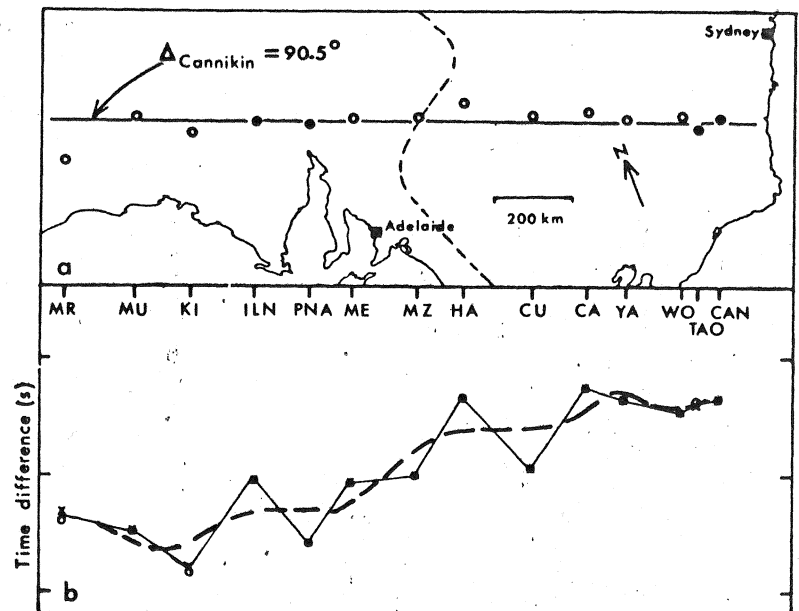 Sydney
Δ Cannikin = 90.5°
N
200 km
Adelaide
a
MR MU KI ILN PNA ME MZ HA CU CA YA WO TAO CAN
Time difference (s)
b